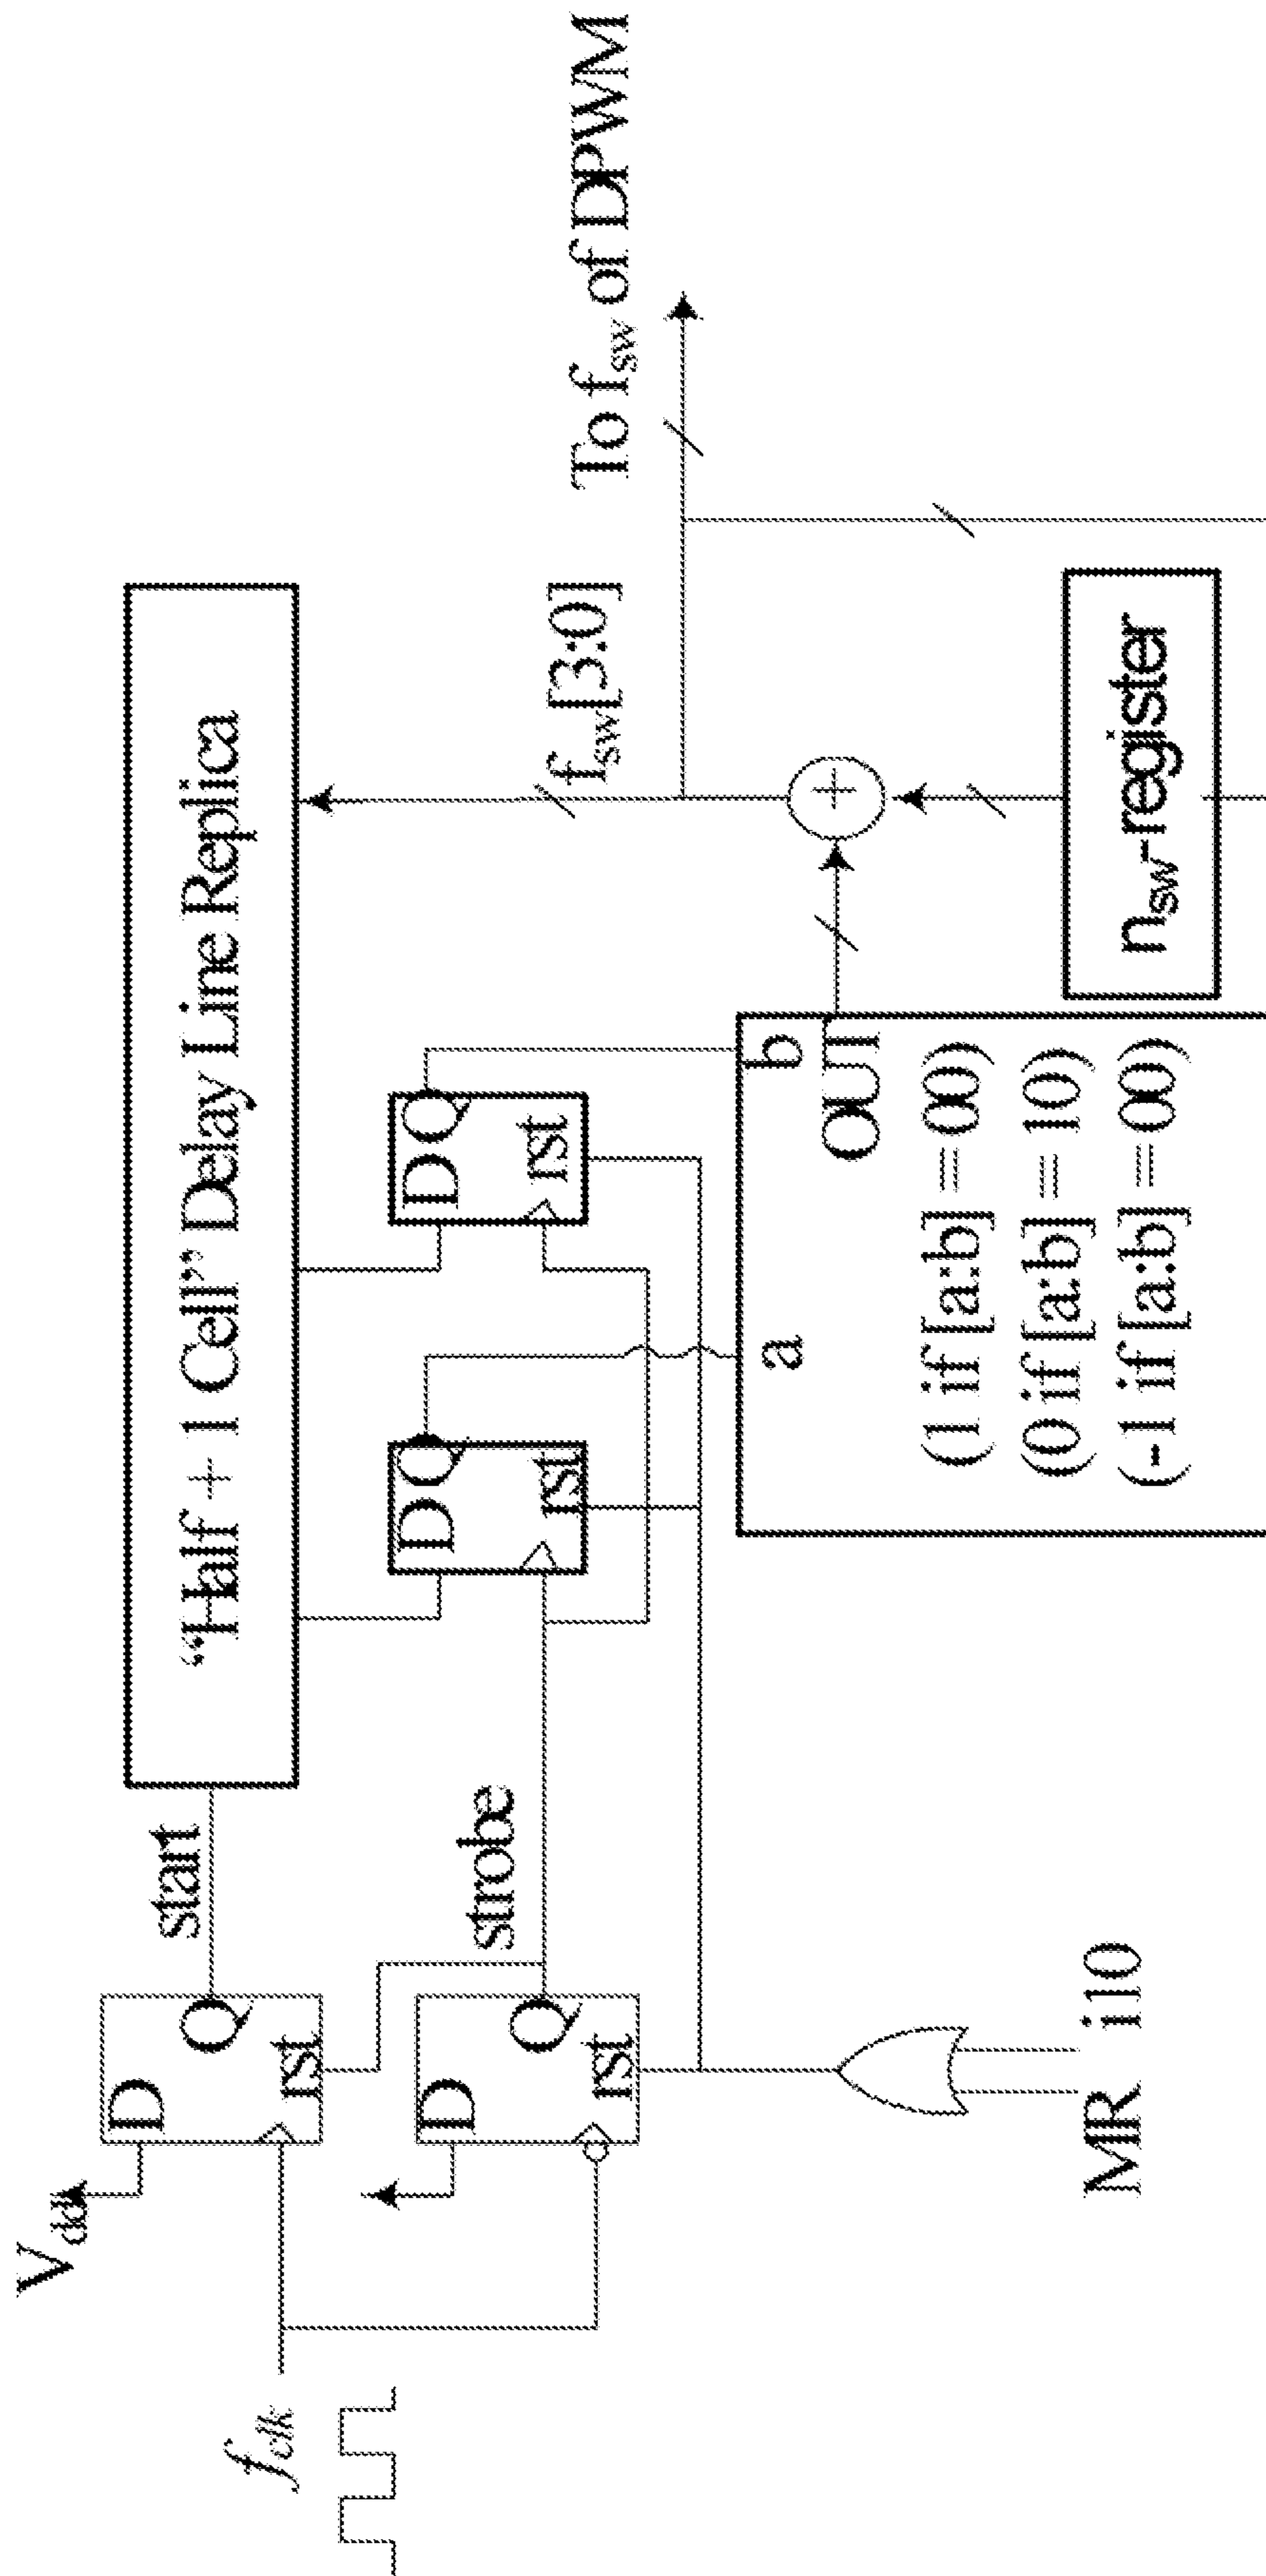 V_dd
f_clk
D
Q
rst
start
"Half + 1 Cell" Delay Line Replica
D
Q
rst
strobe
D Q
rst
D Q
rst
f_sw[3:0]
To f_sw of DPWM
a
b
OUT
(1 if [a:b] = 00)
(0 if [a:b] = 10)
(-1 if [a:b] = 00)
+
n_sw-register
MR i10